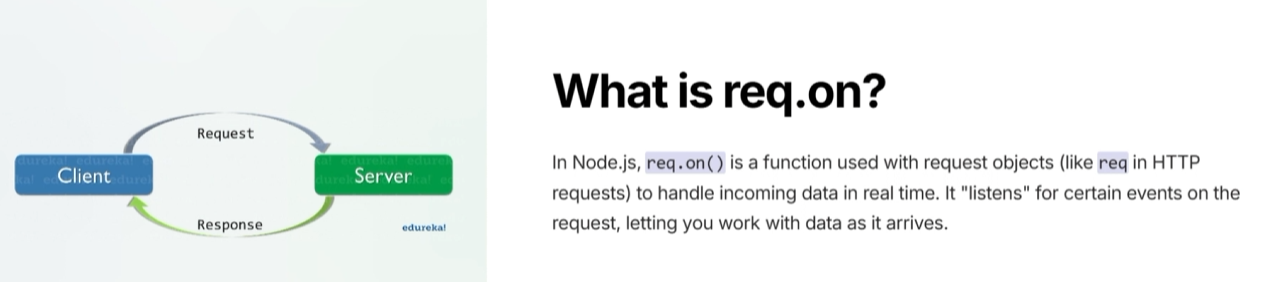 Request
Client
Server
Response
edureka!
What is req.on?
In Node.js, req.on() is a function used with request objects (like req in HTTP
requests) to handle incoming data in real time. It "listens" for certain events on the
request, letting you work with data as it arrives.